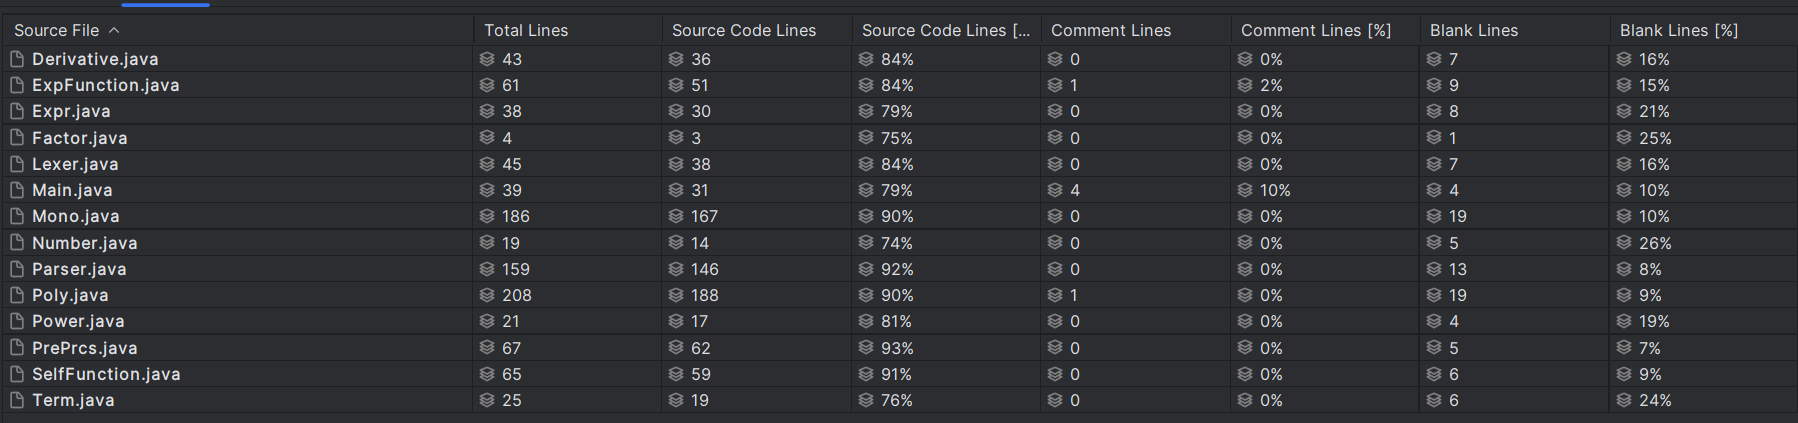 Source File Total Lines Source Code Lines Source Code Lines [... Comment Lines Comment Lines [%] Blank Lines Blank Lines [%]
Derivative.java 43 36 84% 0 0% 7 16%
ExpFunction.java 61 51 84% 1 2% 9 15%
Expr.java 38 30 79% 0 0% 8 21%
Factor.java 4 3 75% 0 0% 1 25%
Lexer.java 45 38 84% 0 0% 7 16%
Main.java 39 31 79% 4 10% 4 10%
Mono.java 186 167 90% 0 0% 19 10%
Number.java 19 14 74% 0 0% 5 26%
Parser.java 159 146 92% 0 0% 13 8%
Poly.java 208 188 90% 1 0% 19 9%
Power.java 21 17 81% 0 0% 4 19%
PrePrcs.java 67 62 93% 0 0% 5 7%
SelfFunction.java 65 59 91% 0 0% 6 9%
Term.java 25 19 76% 0 0% 6 24%